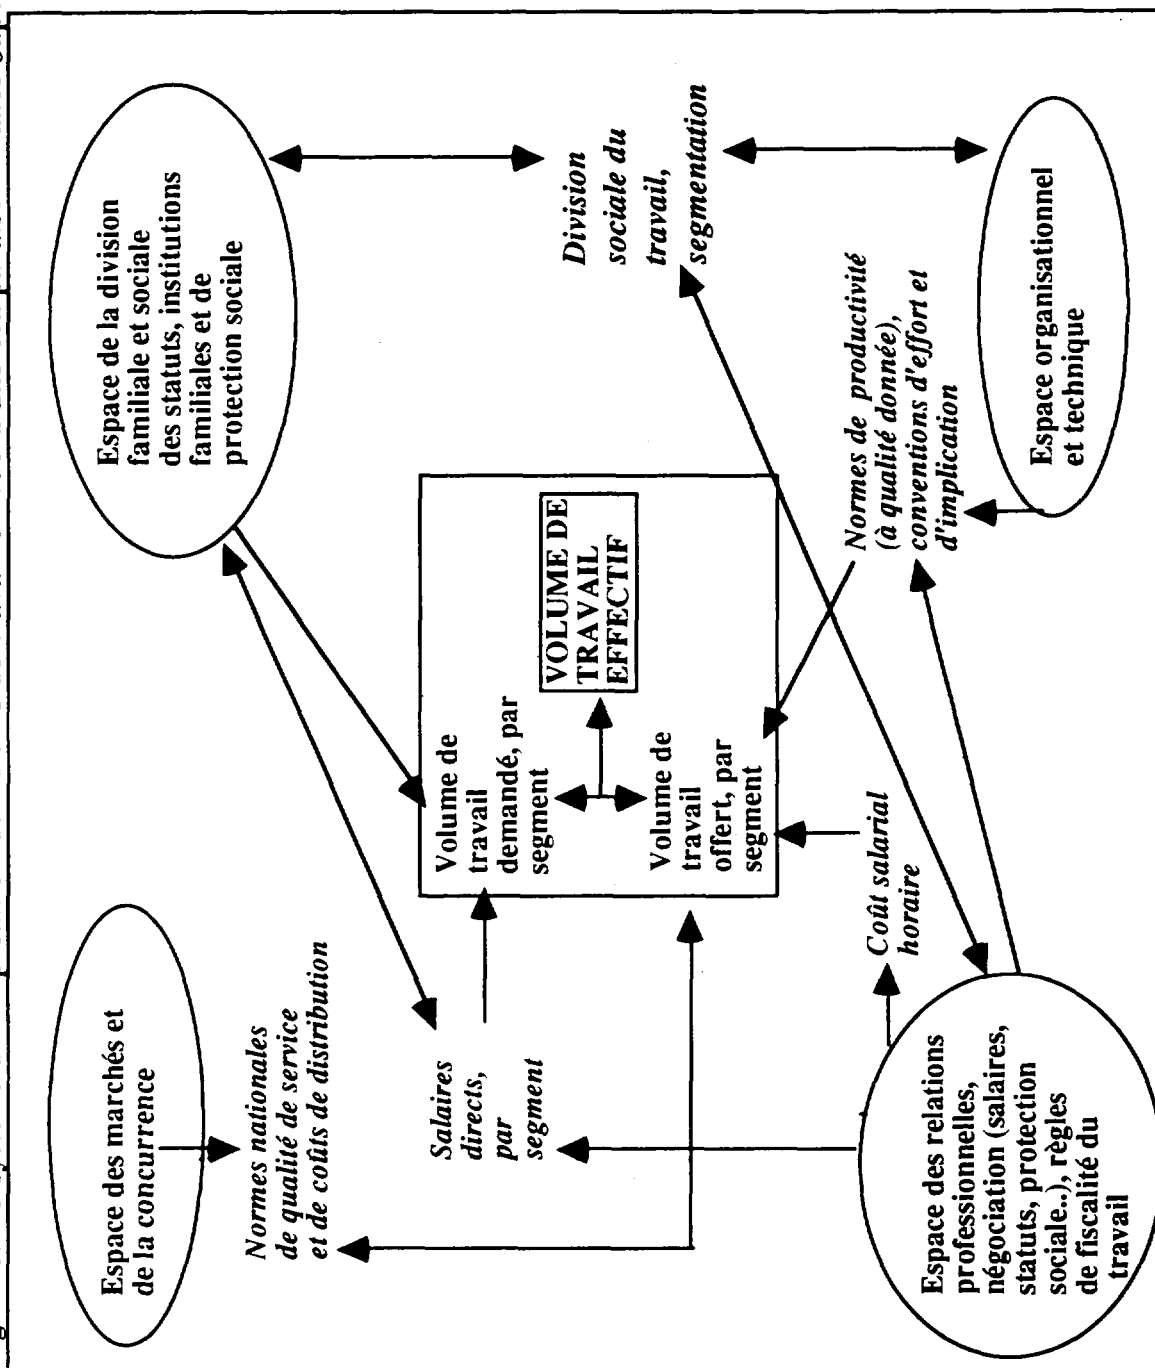 Espace des marchés et
de la concurrence
Espace de la division
familiale et sociale
des statuts, institutions
familiales et de
protection sociale
Normes nationales
de qualité de service
et de coûts de distribution
Salaires
directs,
par
segment
Volume de
travail
demandé, par
segment
VOLUME DE
TRAVAIL
EFFECTIF
Volume de
travail
offert, par
segment
Division
sociale du
travail,
segmentation
Coût salarial
horaire
Normes de productivité
(à qualité donnée),
conventions d'effort et
d'implication
Espace des relations
professionnelles,
négociation (salaires,
statuts, protection
sociale..), règles
de fiscalité du
travail
Espace organisationnel
et technique